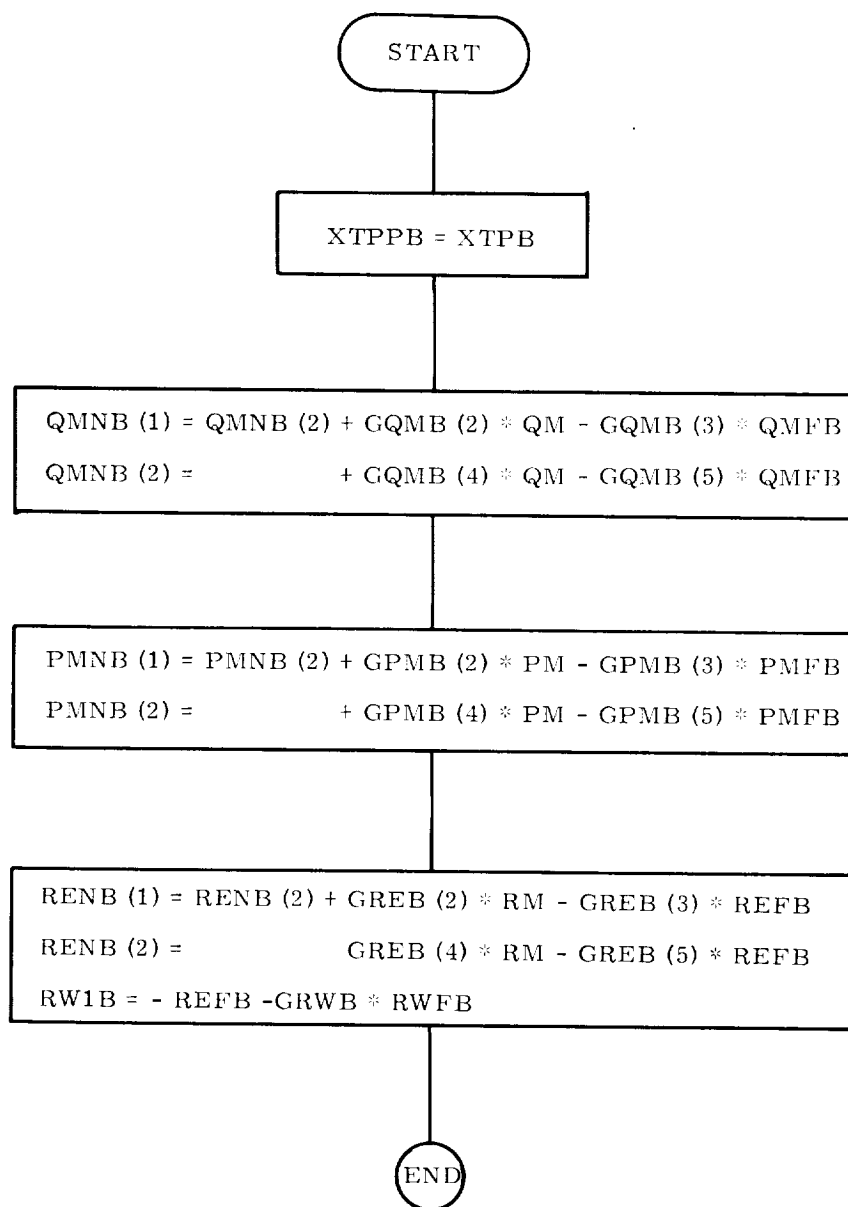 START
XTPPB = XTPB
QMNB (1) = QMNB (2) + GQMB (2) * QM - GQMB (3) * QMFB
QMNB (2) = + GQMB (4) * QM - GQMB (5) * QMFB
PMNB (1) = PMNB (2) + GPMB (2) * PM - GPMB (3) * PMFB
PMNB (2) = + GPMB (4) * PM - GPMB (5) * PMFB
RENB (1) = RENB (2) + GREB (2) * RM - GREB (3) * REFB
RENB (2) = GREB (4) * RM - GREB (5) * REFB
RW1B = - REFB -GRWB * RWFB
END